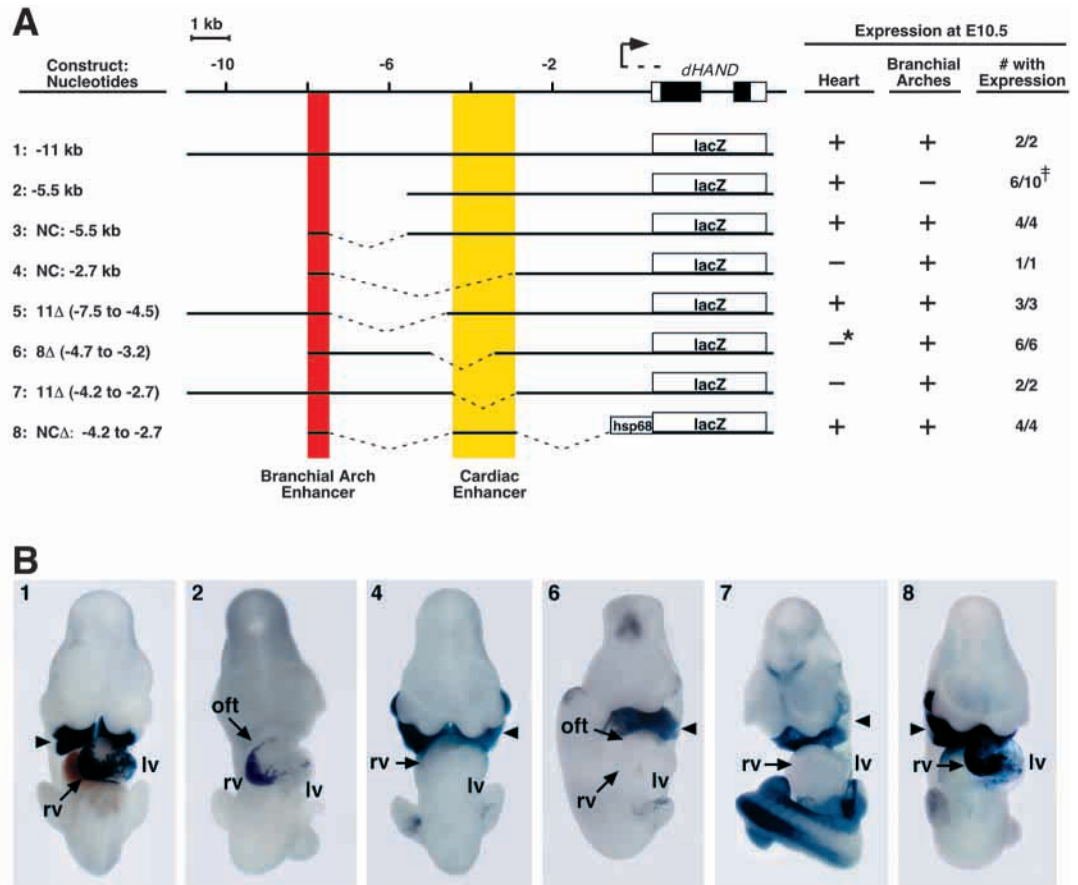 A
1 kb
Expression at E10.5
Construct: Nucleotides
-10
-6
-2
dHAND
Heart
Branchial Arches
# with Expression
1: -11 kb lacZ + + 2/2
2: -5.5 kb lacZ + − 6/10‡
3: NC: -5.5 kb lacZ + + 4/4
4: NC: -2.7 kb lacZ − + 1/1
5: 11Δ (-7.5 to -4.5) lacZ + + 3/3
6: 8Δ (-4.7 to -3.2) lacZ −* + 6/6
7: 11Δ (-4.2 to -2.7) lacZ − + 2/2
8: NCΔ: -4.2 to -2.7 hsp68 lacZ + + 4/4
Branchial Arch Enhancer
Cardiac Enhancer
B
1
rv
lv
2
oft
rv
lv
4
rv
lv
6
oft
rv
lv
7
rv
lv
8
rv
lv